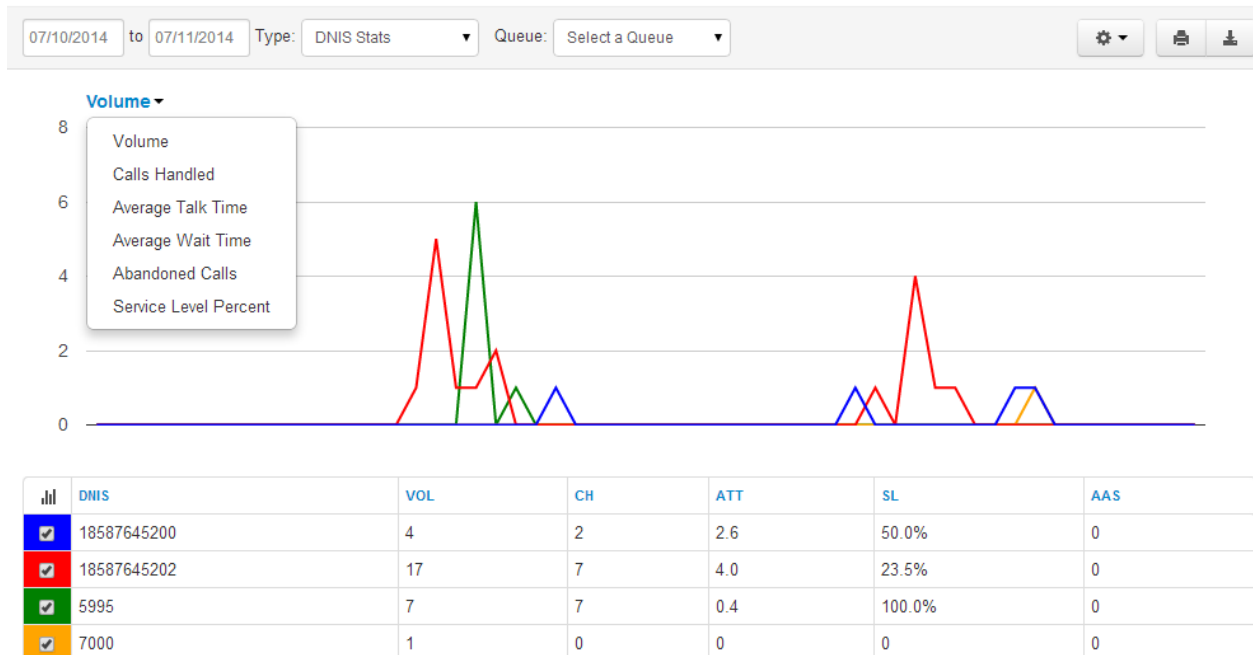 07/10/2014 to 07/11/2014 Type: DNIS Stats Queue: Select a Queue
Volume
8
Volume
Calls Handled
6
Average Talk Time
Average Wait Time
4
Abandoned Calls
Service Level Percent
2
0
DNIS VOL CH ATT SL AAS
18587645200 4 2 2.6 50.0% 0
18587645202 17 7 4.0 23.5% 0
5995 7 7 0.4 100.0% 0
7000 1 0 0 0 0